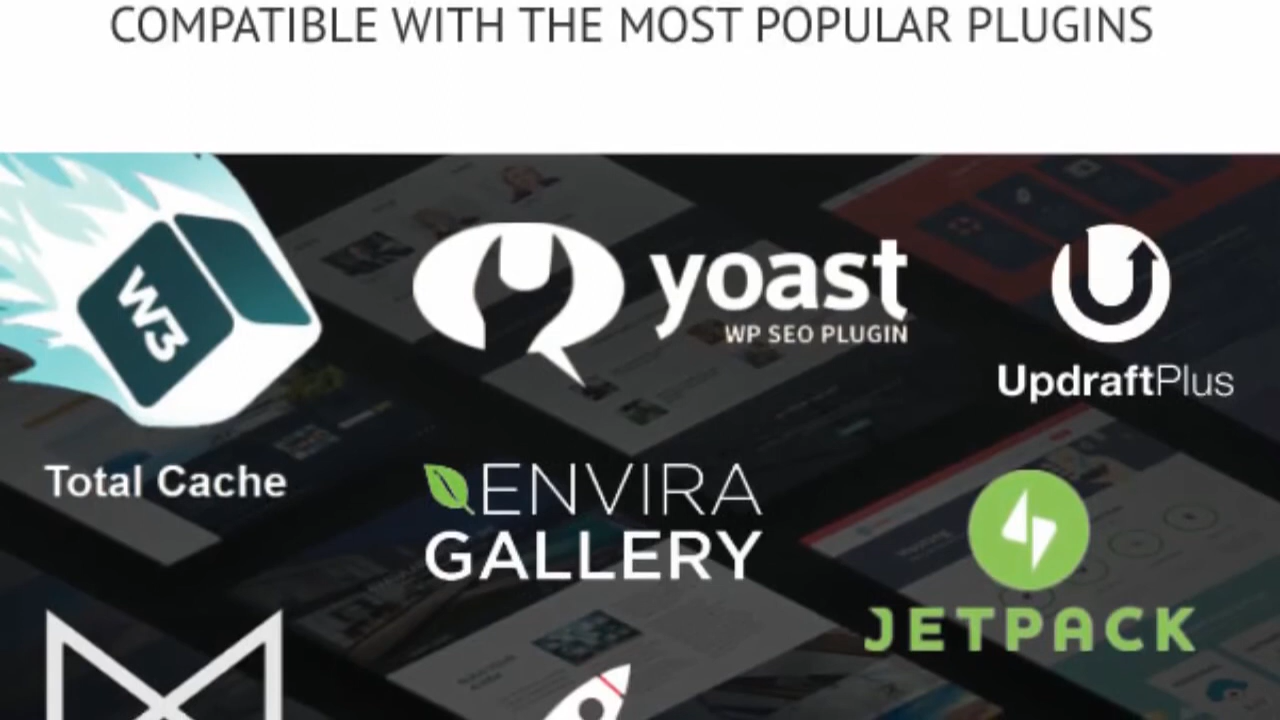 COMPATIBLE WITH THE MOST POPULAR PLUGINS
W3
Total Cache
yoast
WP SEO PLUGIN
UpdraftPlus
ENVIRA
GALLERY
JETPACK